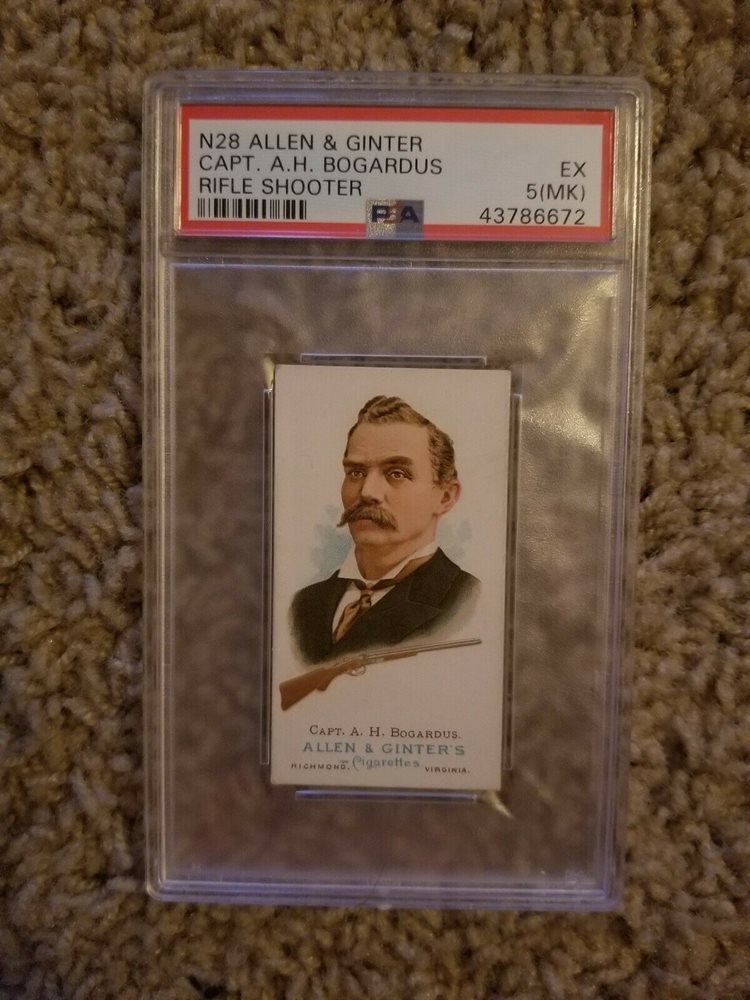 N28 ALLEN & GINTER
CAPT. A.H. BOGARDUS
EX
RIFLE SHOOTER
5(MK)
PSA
43786672
CAPT. A. H. BOGARDUS.
ALLEN & GINTER'S
RICHMOND. Cigarettes VIRGINIA.